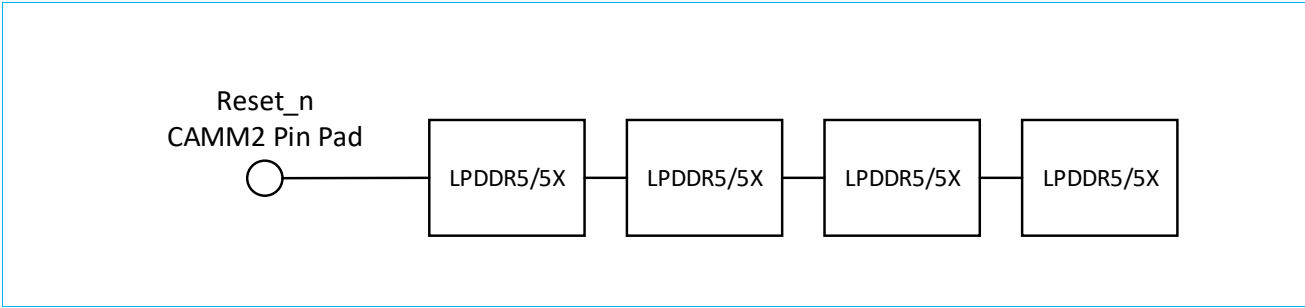 Reset_n
CAMM2 Pin Pad
LPDDR5/5X
LPDDR5/5X
LPDDR5/5X
LPDDR5/5X